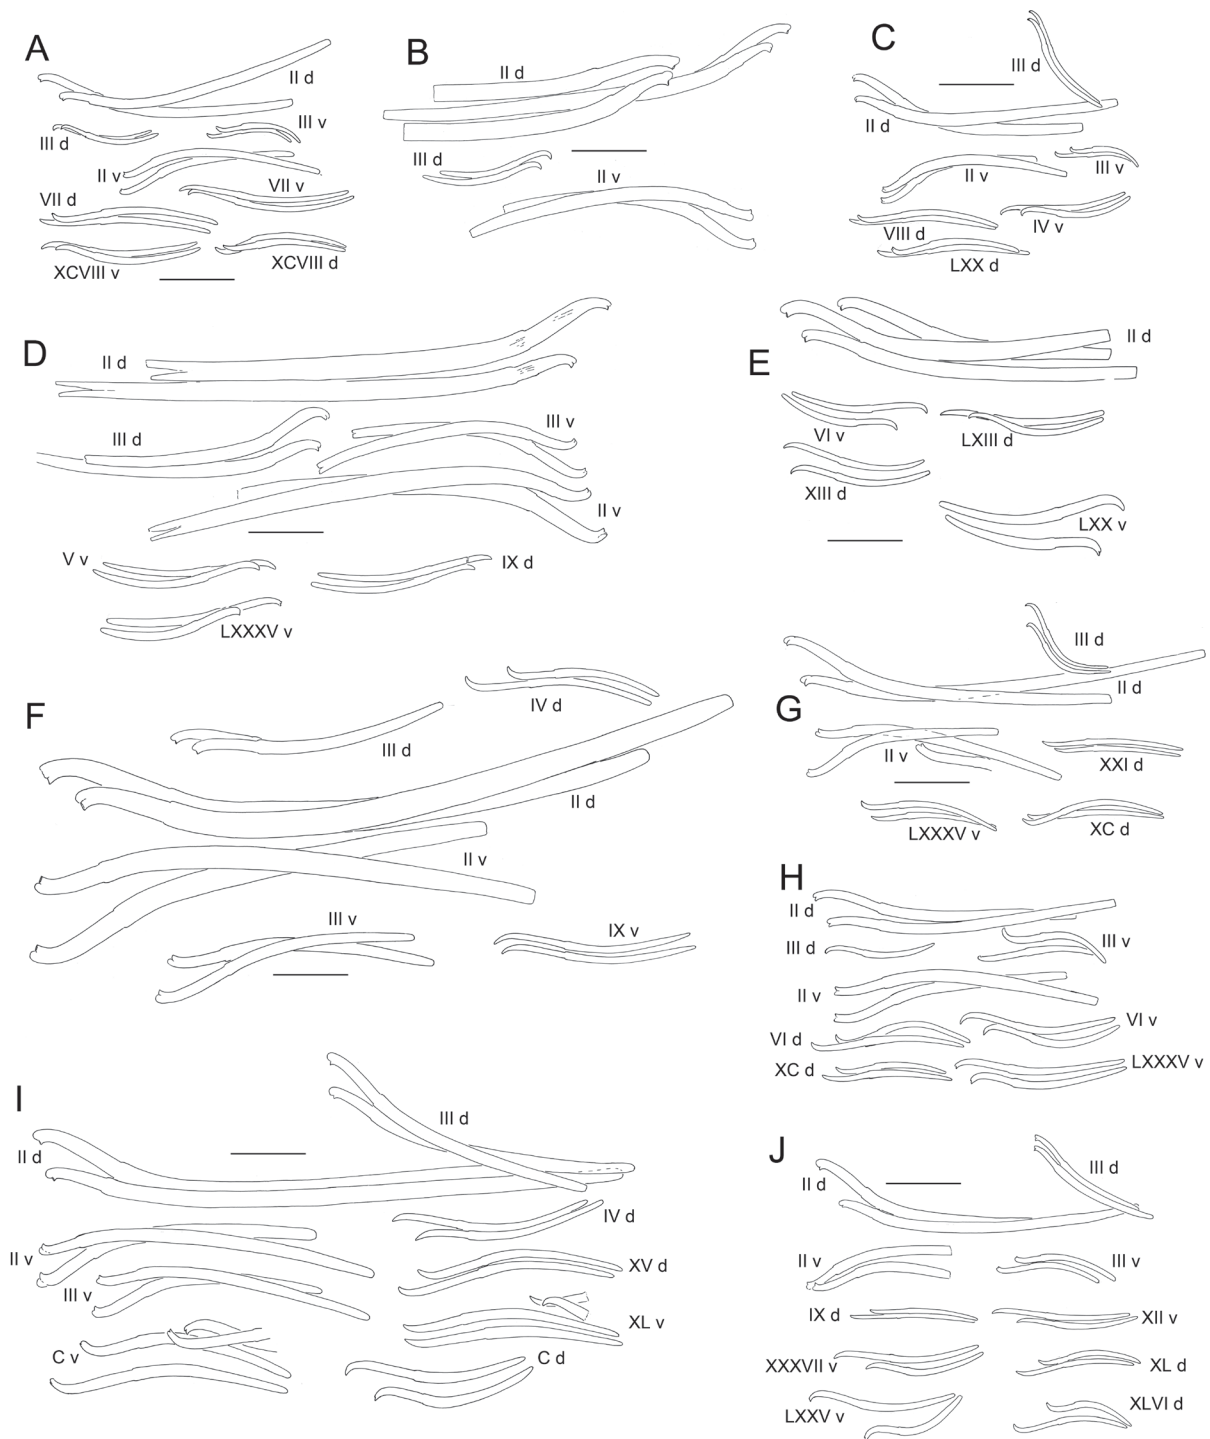 A
II d
III d
III v
II v
VII v
VII d
XCVIII v
XCVIII d
B
II d
III d
II v
C
III d
II d
II v
III v
VIII d
IV v
LXX d
D
II d
III d
III v
II v
V v
IX d
LXXXV v
E
II d
VI v
LXIII d
XIII d
LXX v
F
IV d
III d
II d
II v
III v
IX v
G
III d
II d
II v
XXI d
LXXXV v
XC d
H
II d
III d
III v
II v
VI d
VI v
XC d
LXXXV v
I
III d
II d
IV d
II v
III v
XV d
XL v
C v
C d
J
II d
III d
II v
III v
IX d
XII v
XXXVII v
XL d
LXXV v
XLVI d